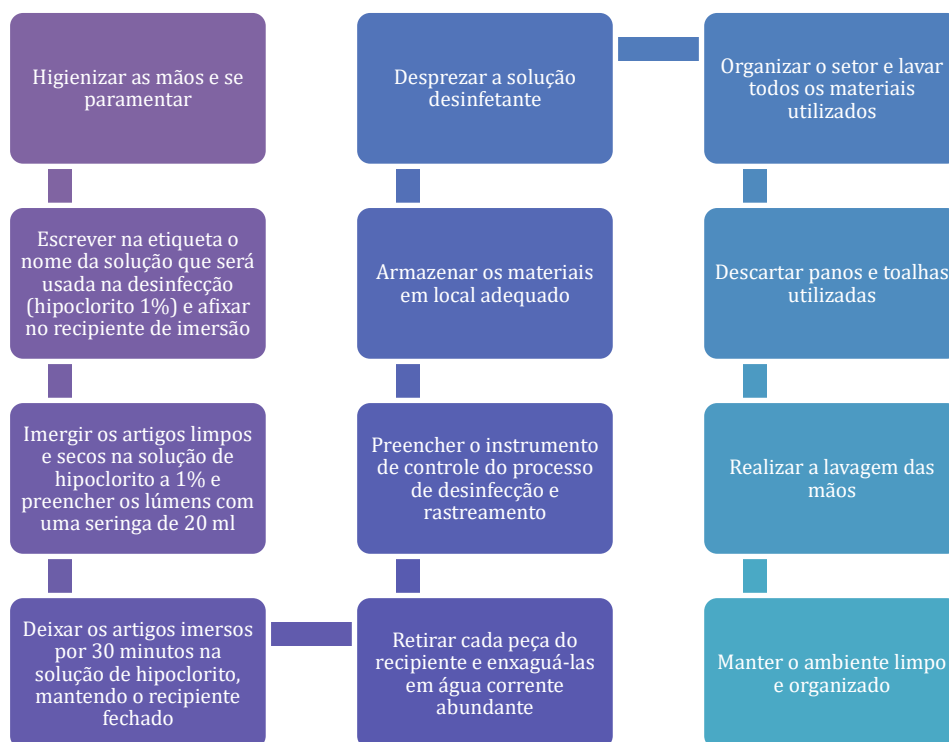 Higienizar as mãos e se
paramentar
Escrever na etiqueta o
nome da solução que será
usada na desinfecção
(hipoclorito 1%) e afixar
no recipiente de imersão
Imergir os artigos limpos
e secos na solução de
hipoclorito a 1% e
preencher os lúmens com
uma seringa de 20 ml
Deixar os artigos imersos
por 30 minutos na
solução de hipoclorito,
mantendo o recipiente
fechado
Retirar cada peça do
recipiente e enxaguá-las
em água corrente
abundante
Preencher o instrumento
de controle do processo
de desinfecção e
rastreamento
Armazenar os materiais
em local adequado
Desprezar a solução
desinfetante
Organizar o setor e lavar
todos os materiais
utilizados
Descartar panos e toalhas
utilizadas
Realizar a lavagem das
mãos
Manter o ambiente limpo
e organizado